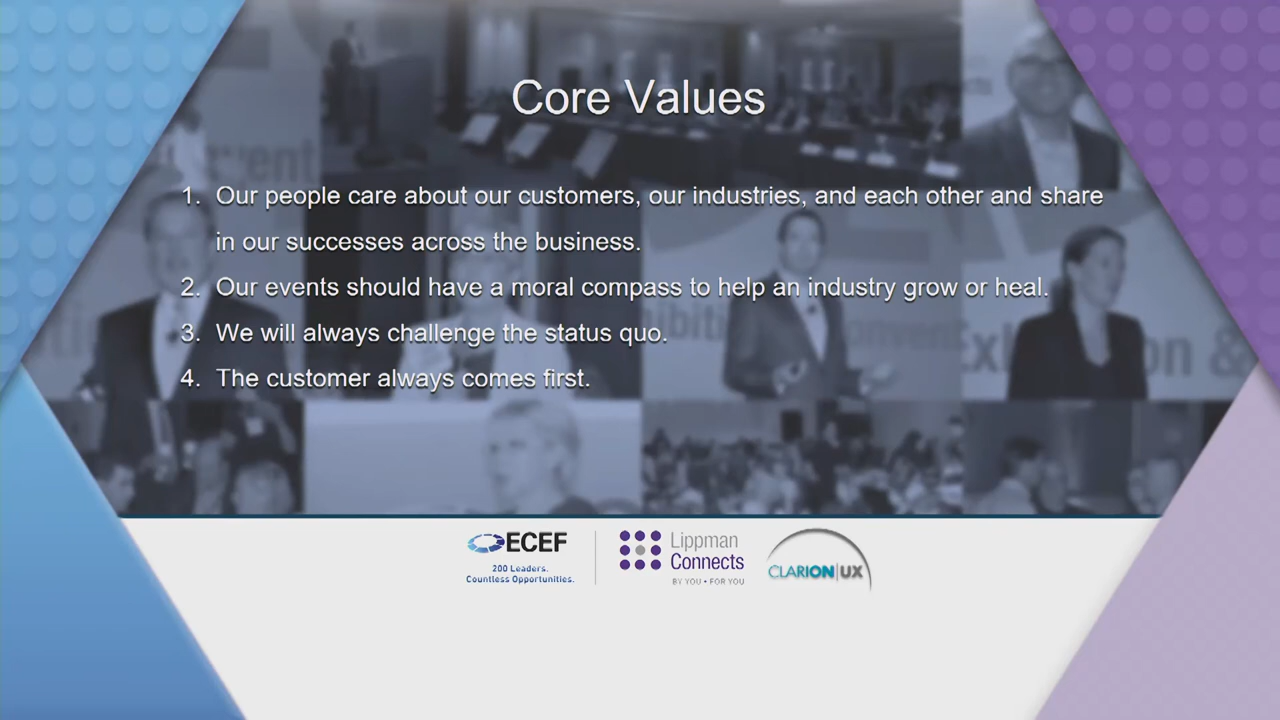 Core Values
1. Our people care about our customers, our industries, and each other and share
in our successes across the business.
2. Our events should have a moral compass to help an industry grow or heal.
3. We will always challenge the status quo.
4. The customer always comes first.
ECEF
200 Leaders.
Countless Opportunities.
Lippman
Connects
BY YOU • FOR YOU
CLARION|UX